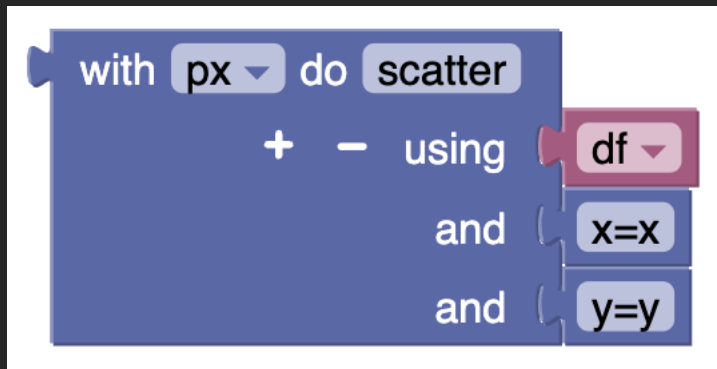 with px do scatter
+ - using df
and x=x
and y=y